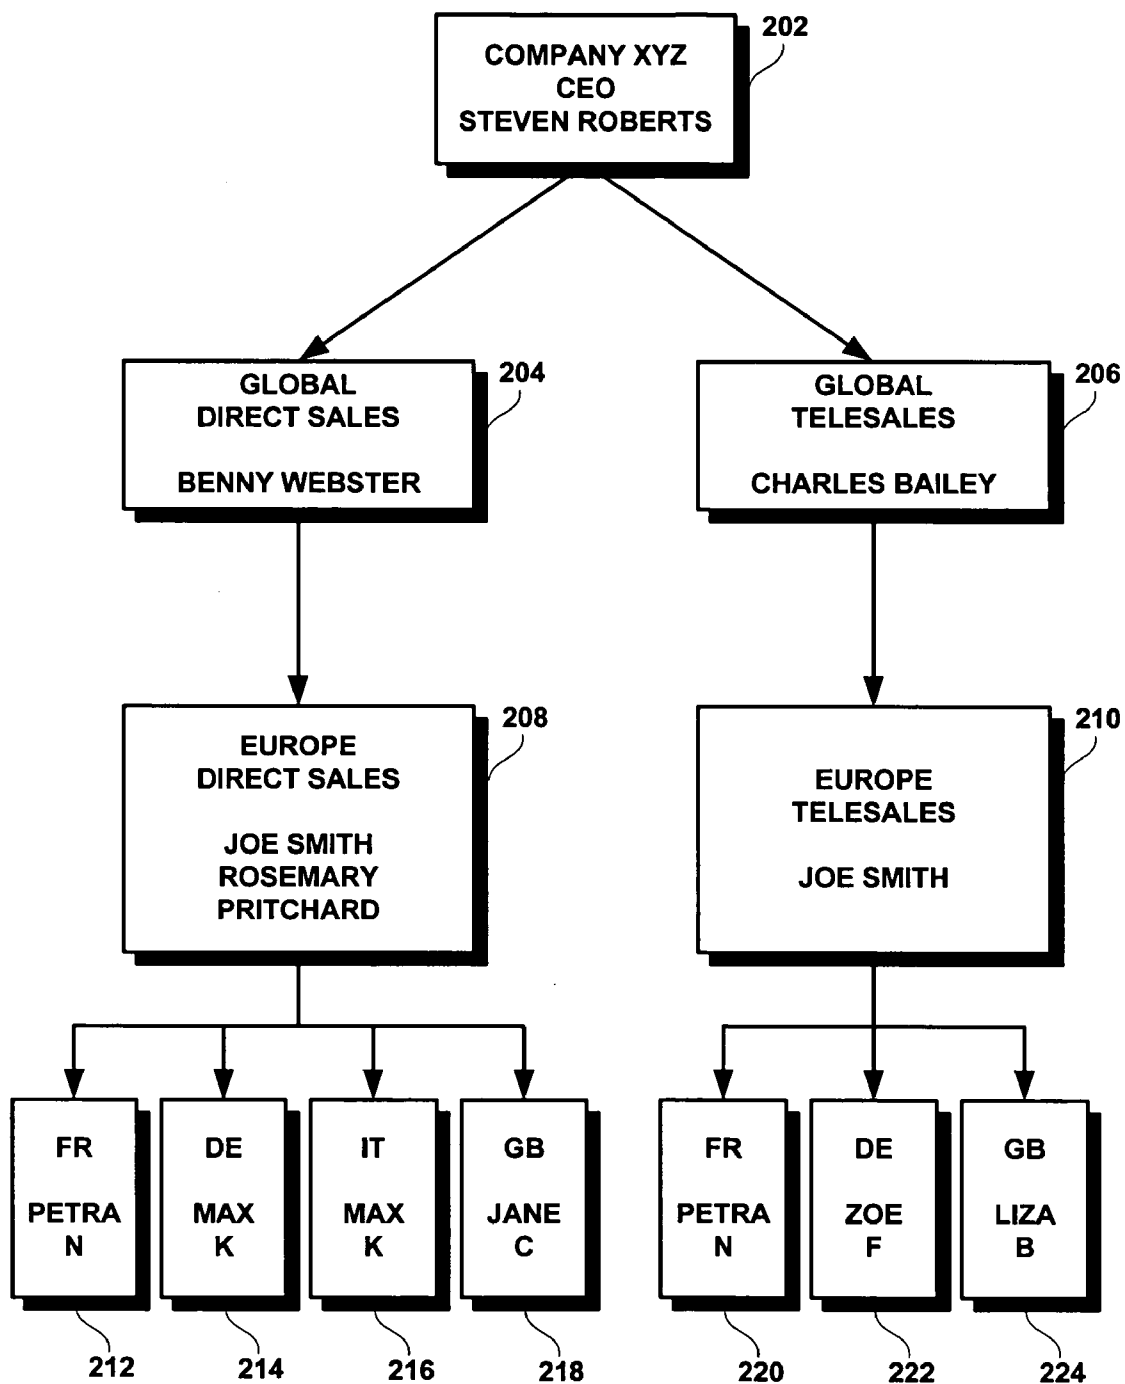 202
COMPANY XYZ
CEO
STEVEN ROBERTS
204
GLOBAL
DIRECT SALES
BENNY WEBSTER
206
GLOBAL
TELESALES
CHARLES BAILEY
208
EUROPE
DIRECT SALES
JOE SMITH
ROSEMARY
PRITCHARD
210
EUROPE
TELESALES
JOE SMITH
FR
PETRA
N
DE
MAX
K
IT
MAX
K
GB
JANE
C
FR
PETRA
N
DE
ZOE
F
GB
LIZA
B
212
214
216
218
220
222
224